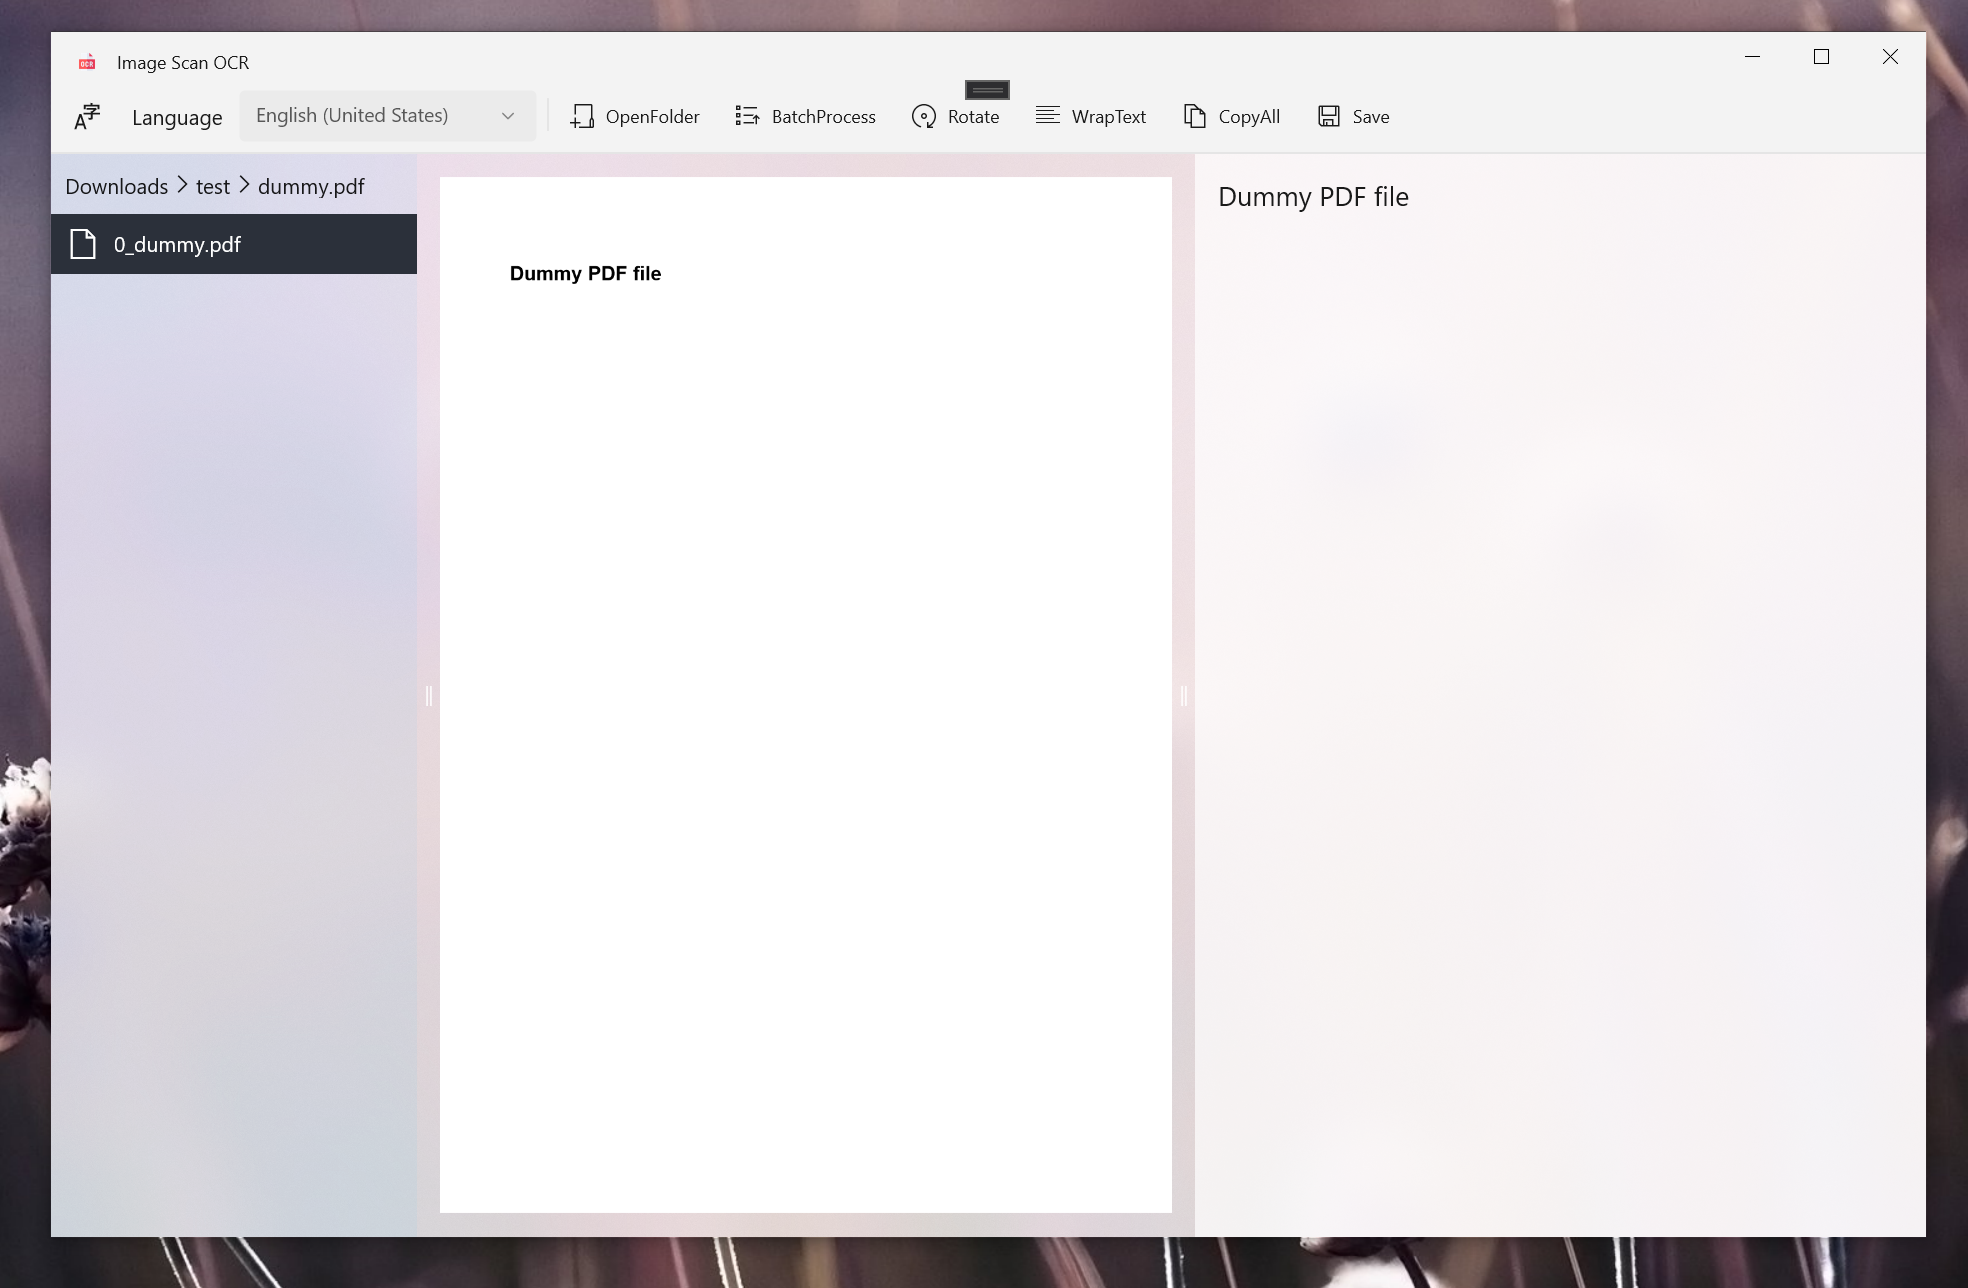 Image Scan OCR
Language English (United States) OpenFolder BatchProcess Rotate WrapText CopyAll Save
Downloads > test > dummy.pdf
0_dummy.pdf
Dummy PDF file
Dummy PDF file